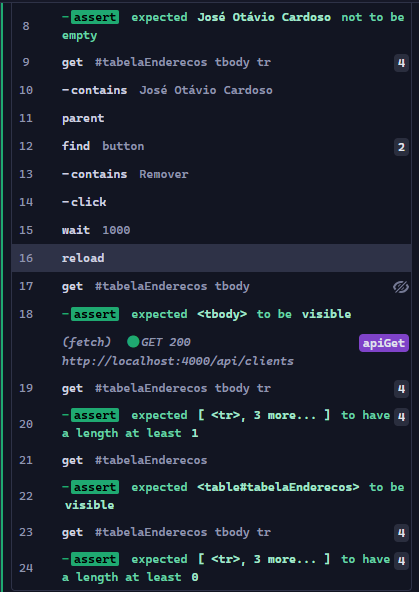 8 -assert expected José Otávio Cardoso not to be
empty
9 get #tabelaEnderecos tbody tr 4
10 -contains José Otávio Cardoso
11 parent
12 find button 2
13 -contains Remover
14 -click
15 wait 1000
16 reload
17 get #tabelaEnderecos tbody
18 -assert expected <tbody> to be visible
(fetch) GET 200 apiGet
http://localhost:4000/api/clients
19 get #tabelaEnderecos tbody tr 4
20 -assert expected [ <tr>, 3 more... ] to have 4
a length at least 1
21 get #tabelaEnderecos
22 -assert expected <table#tabelaEnderecos> to be
visible
23 get #tabelaEnderecos tbody tr 4
24 -assert expected [ <tr>, 3 more... ] to have 4
a length at least 0